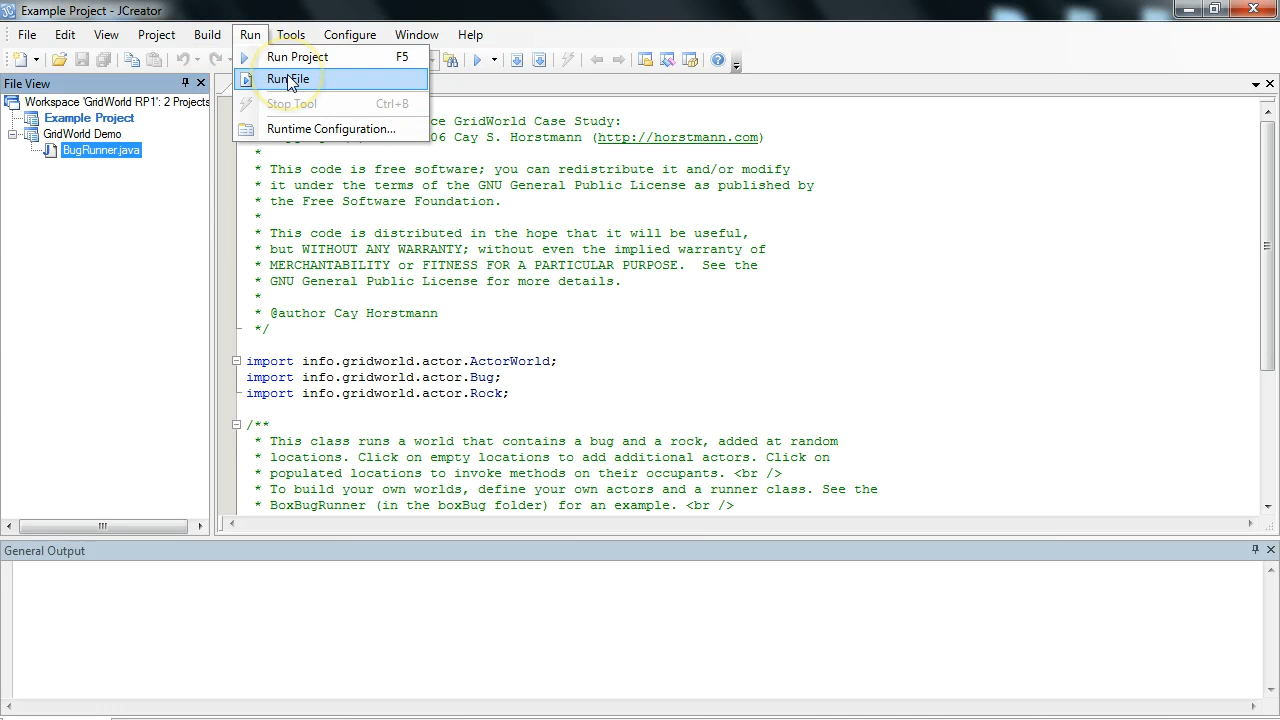 Example Project - JCreator
File Edit View Project Build Run Tools Configure Window Help
Run Project F5
Run File
Stop Tool Ctrl+B
Runtime Configuration...
File View
Workspace 'GridWorld RP1': 2 Projects
Example Project
GridWorld Demo
BugRunner.java
ce GridWorld Case Study:
06 Cay S. Horstmann (http://horstmann.com)
*
* This code is free software; you can redistribute it and/or modify
* it under the terms of the GNU General Public License as published by
* the Free Software Foundation.
*
* This code is distributed in the hope that it will be useful,
* but WITHOUT ANY WARRANTY; without even the implied warranty of
* MERCHANTABILITY or FITNESS FOR A PARTICULAR PURPOSE.  See the
* GNU General Public License for more details.
*
* @author Cay Horstmann
*/
import info.gridworld.actor.ActorWorld;
import info.gridworld.actor.Bug;
import info.gridworld.actor.Rock;
/**
* This class runs a world that contains a bug and a rock, added at random
* locations. Click on empty locations to add additional actors. Click on
* populated locations to invoke methods on their occupants. <br />
* To build your own worlds, define your own actors and a runner class. See the
* BoxBugRunner (in the boxBug folder) for an example. <br />
General Output